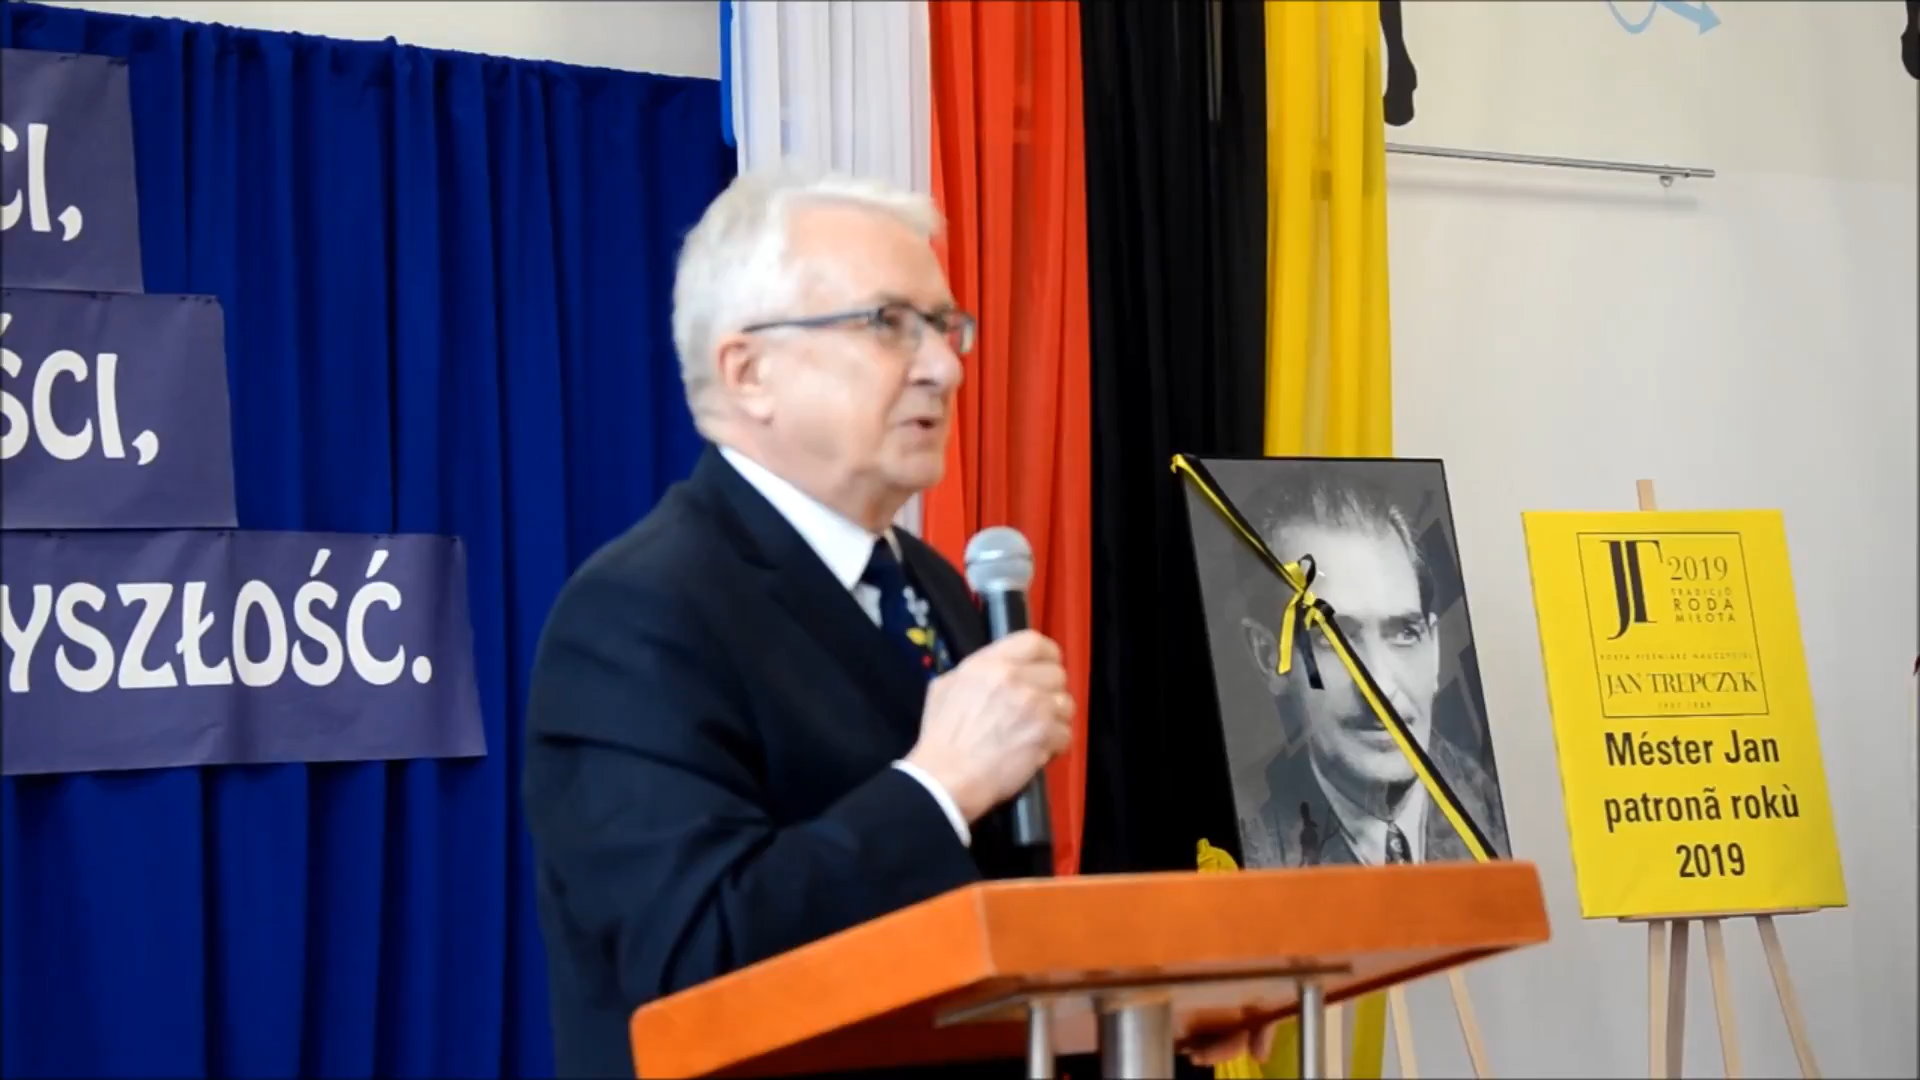 CI,
ŚCI,
YSZŁOŚĆ.
JT 2019
TRADICJÔ
RODA
MIŁOTA
JAN TREPCZYK
Méster Jan
patronã rokù
2019